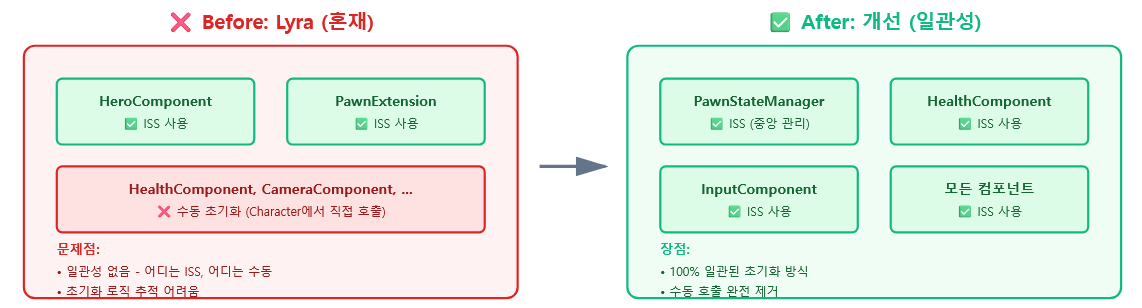 ❌ Before: Lyra (혼재)
HeroComponent
✅ ISS 사용
PawnExtension
✅ ISS 사용
HealthComponent, CameraComponent, ...
❌ 수동 초기화 (Character에서 직접 호출)
문제점:
• 일관성 없음 - 어디는 ISS, 어디는 수동
• 초기화 로직 추적 어려움
✅ After: 개선 (일관성)
PawnStateManager
✅ ISS (중앙 관리)
HealthComponent
✅ ISS 사용
InputComponent
✅ ISS 사용
모든 컴포넌트
✅ ISS 사용
장점:
• 100% 일관된 초기화 방식
• 수동 호출 완전 제거